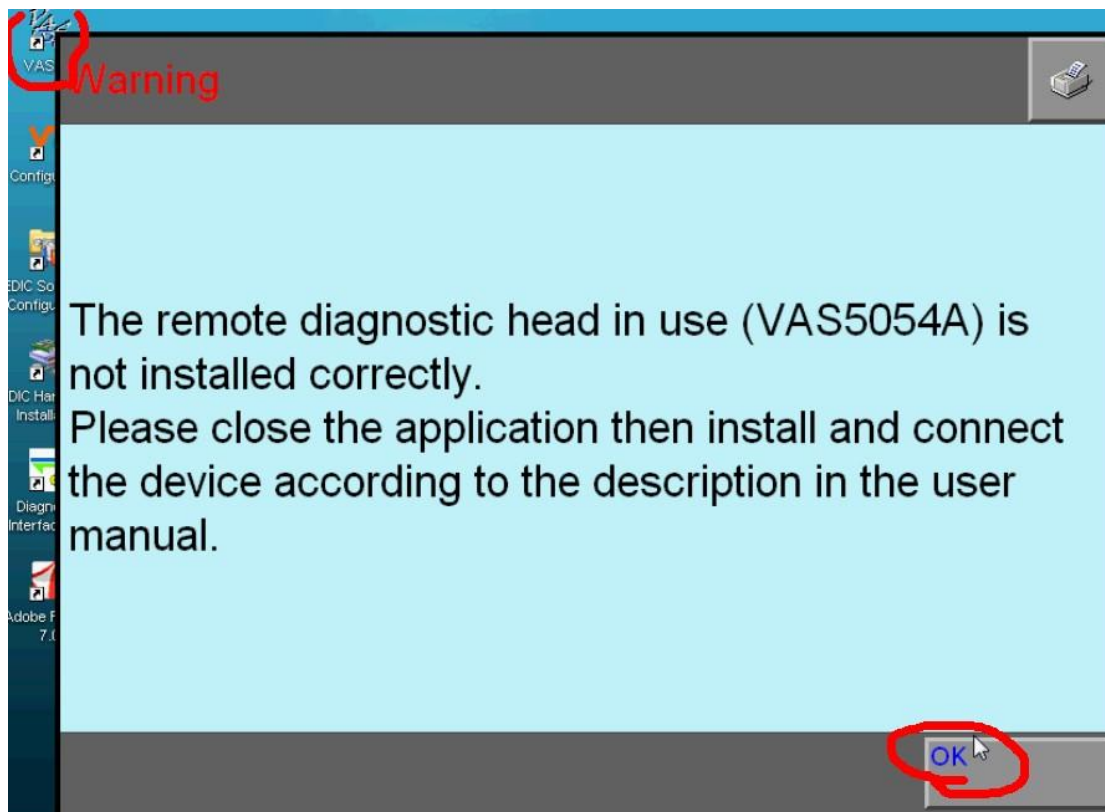 VAS
Warning
Config
EDIC So
Configu
DIC Har
Install
Diagn
Interfac
Adobe R
7.0
The remote diagnostic head in use (VAS5054A) is
not installed correctly.
Please close the application then install and connect
the device according to the description in the user
manual.
OK